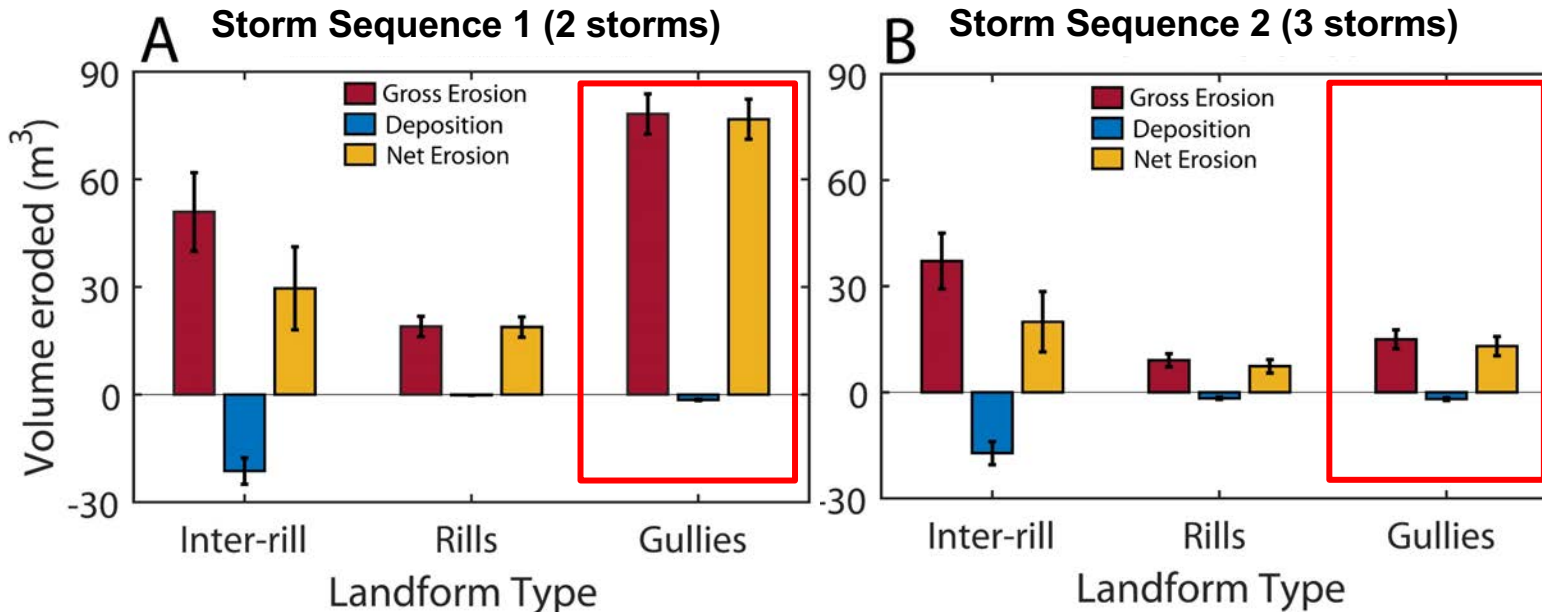 A Storm Sequence 1 (2 storms)
Volume eroded (m³)
90
60
30
0
-30
Gross Erosion
Deposition
Net Erosion
Inter-rill Rills Gullies
Landform Type
B Storm Sequence 2 (3 storms)
90
60
30
0
-30
Gross Erosion
Deposition
Net Erosion
Inter-rill Rills Gullies
Landform Type